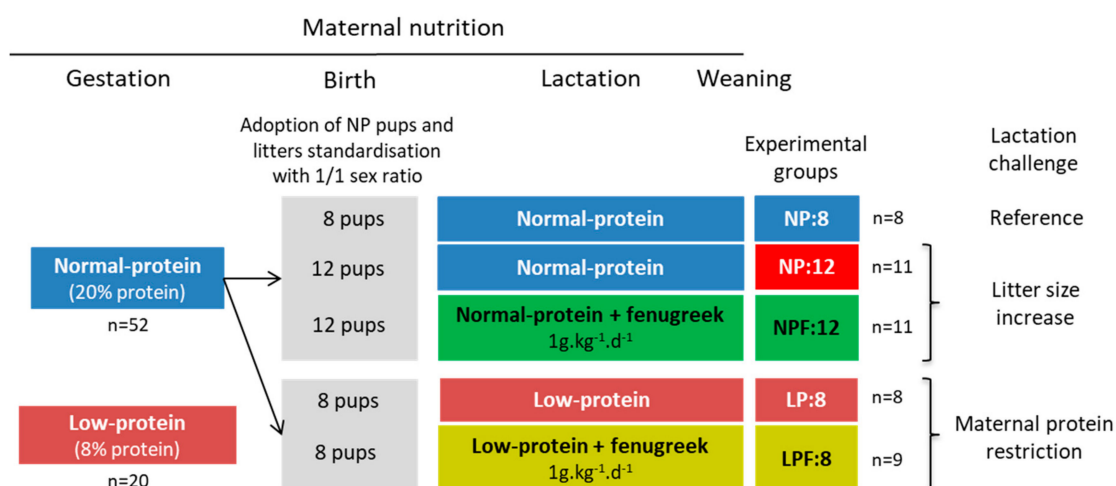 Maternal nutrition
Gestation
Birth
Lactation
Weaning
Adoption of NP pups and
litters standardisation
with 1/1 sex ratio
Experimental
groups
Lactation
challenge
8 pups
Normal-protein
NP:8
n=8
Reference
Normal-protein
(20% protein)
n=52
12 pups
Normal-protein
NP:12
n=11
12 pups
Normal-protein + fenugreek
1g.kg⁻¹.d⁻¹
NPF:12
n=11
Litter size
increase
Low-protein
(8% protein)
n=20
8 pups
Low-protein
LP:8
n=8
8 pups
Low-protein + fenugreek
1g.kg⁻¹.d⁻¹
LPF:8
n=9
Maternal protein
restriction